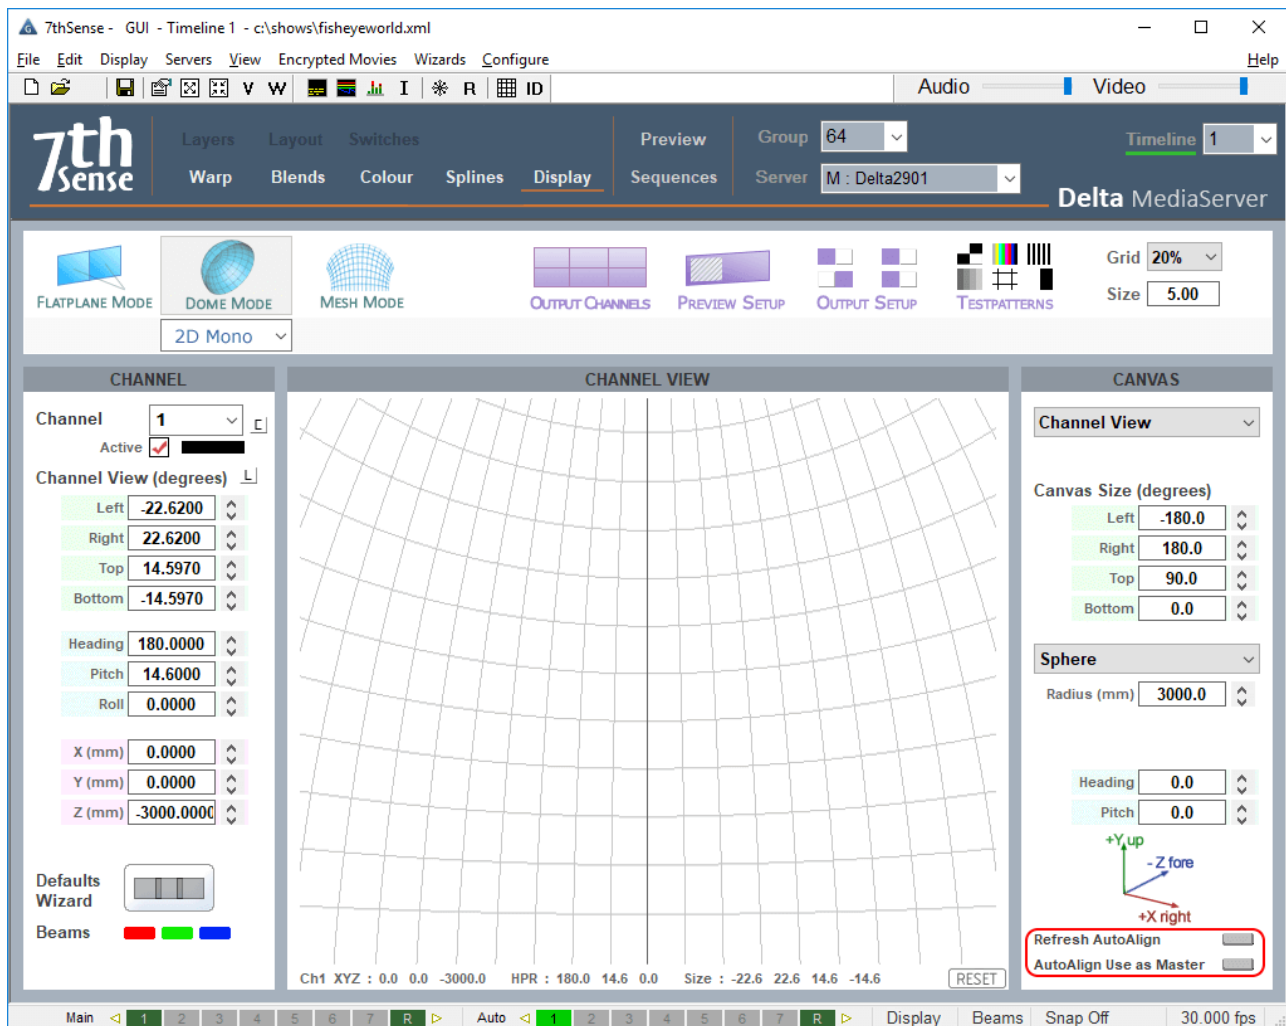 7thSense - GUI - Timeline 1 - c:\shows\fisheyeworld.xml
File Edit Display Servers View Encrypted Movies Wizards Configure Help
V W I R ID Audio Video
7th Sense
Layers Layout Switches Preview Group 64 Timeline 1
Warp Blends Colour Splines Display Sequences Server M : Delta2901
Delta MediaServer
FLATPLANE MODE DOME MODE MESH MODE OUTPUT CHANNELS PREVIEW SETUP OUTPUT SETUP TESTPATTERNS
Grid 20%
Size 5.00
2D Mono
CHANNEL
Channel 1
C
Active
Channel View (degrees) L
Left -22.6200
Right 22.6200
Top 14.5970
Bottom -14.5970
Heading 180.0000
Pitch 14.6000
Roll 0.0000
X (mm) 0.0000
Y (mm) 0.0000
Z (mm) -3000.0000
Defaults
Wizard
Beams
CHANNEL VIEW
Ch1 XYZ : 0.0 0.0 -3000.0 HPR : 180.0 14.6 0.0 Size : -22.6 22.6 14.6 -14.6 RESET
CANVAS
Channel View
Canvas Size (degrees)
Left -180.0
Right 180.0
Top 90.0
Bottom 0.0
Sphere
Radius (mm) 3000.0
Heading 0.0
Pitch 0.0
+Y up
- Z fore
+X right
Refresh AutoAlign
AutoAlign Use as Master
Main 1 2 3 4 5 6 7 R Auto 1 2 3 4 5 6 7 R Display Beams Snap Off 30.000 fps